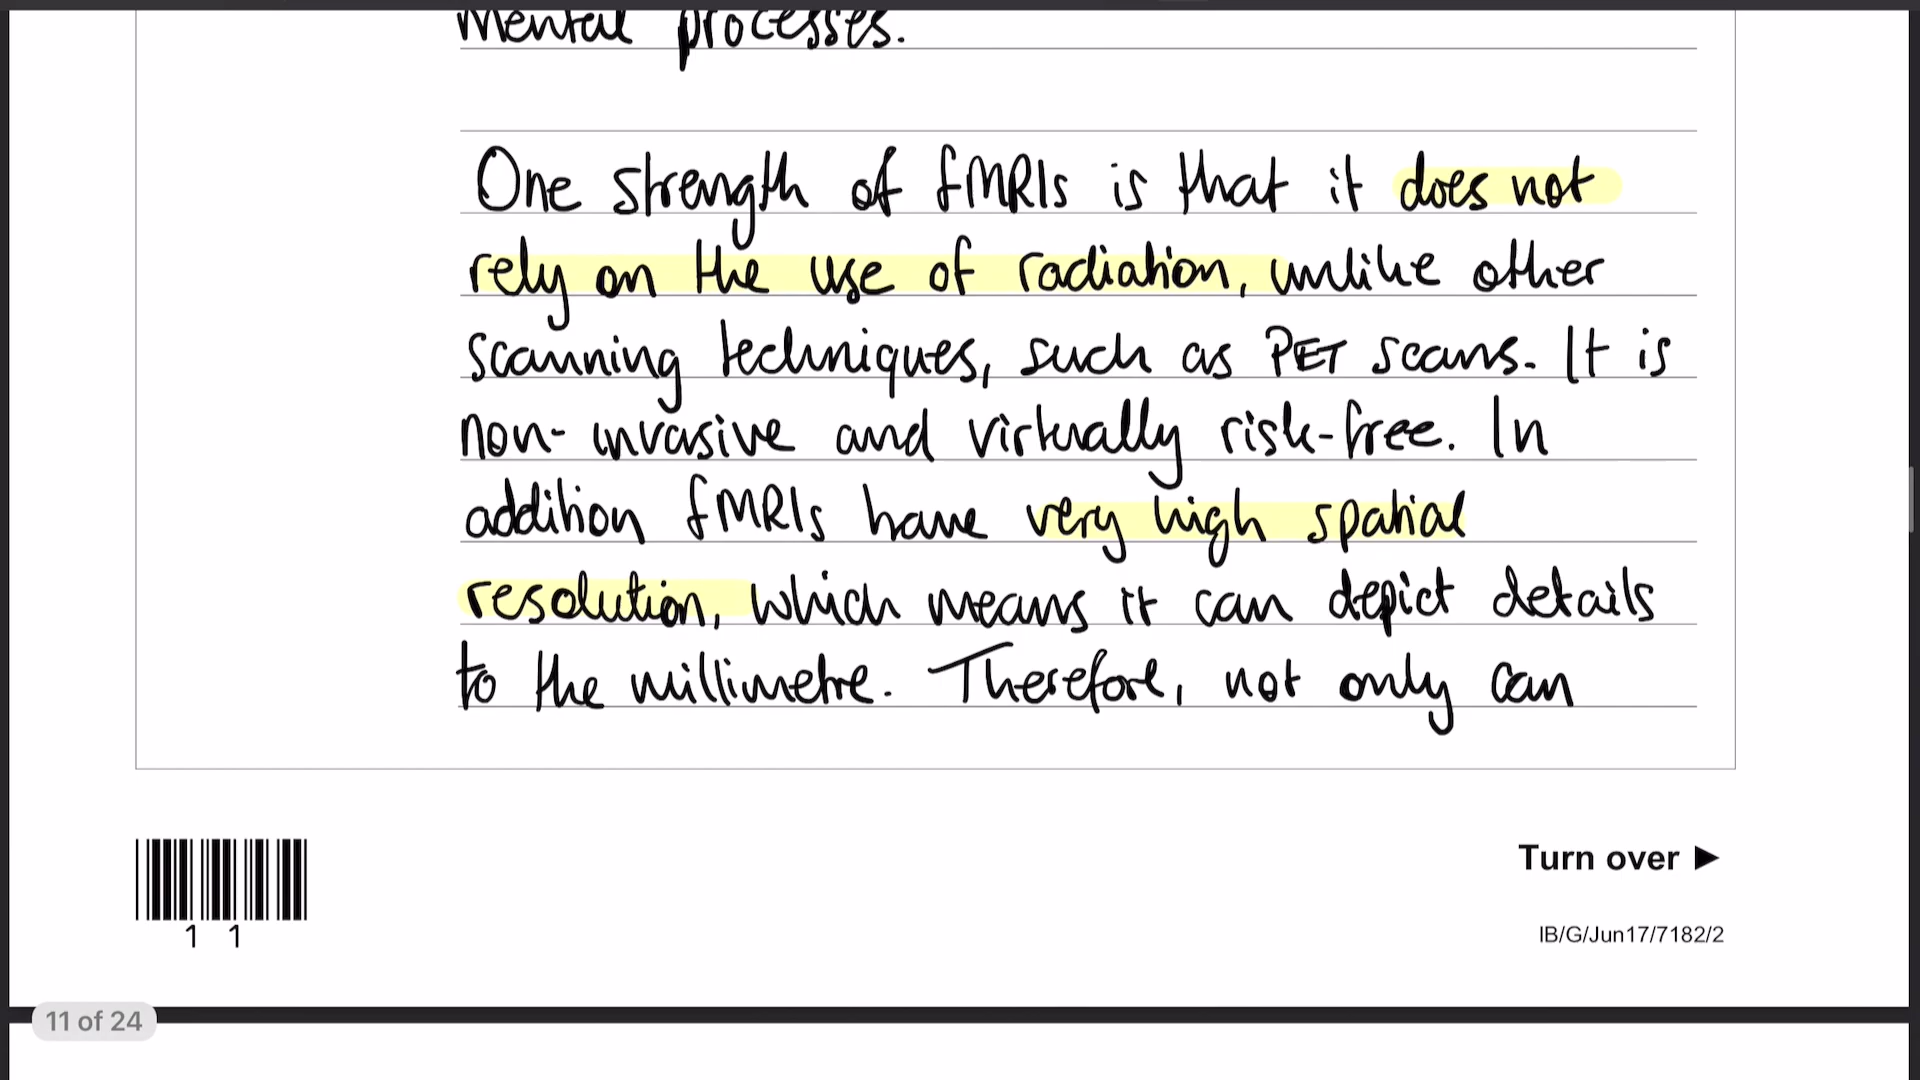 mental processes.
One strength of fMRIs is that it does not
rely on the use of radiation, unlike other
scanning techniques, such as PET scans. It is
non-invasive and virtually risk-free. In
addition fMRIs have very high spatial
resolution, which means it can depict details
to the millimetre. Therefore, not only can
Turn over ►
1 1
IB/G/Jun17/7182/2
11 of 24